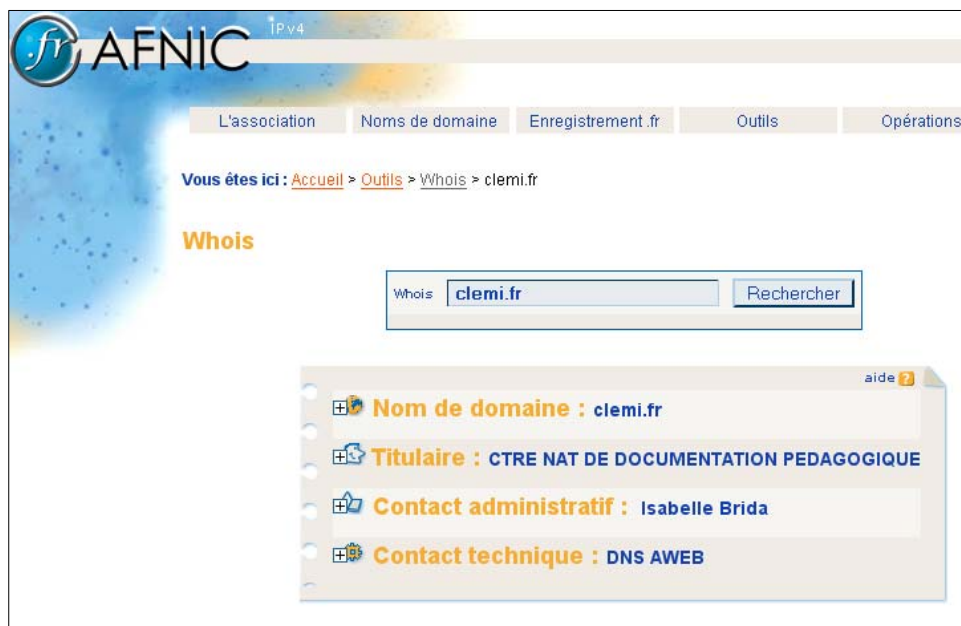 .fr AFNIC
IPv4
L'association Noms de domaine Enregistrement .fr Outils Opérations
Vous êtes ici : Accueil > Outils > Whois > clemi.fr
Whois
Whois clemi.fr Rechercher
aide ?
Nom de domaine : clemi.fr
Titulaire : CTRE NAT DE DOCUMENTATION PEDAGOGIQUE
Contact administratif : Isabelle Brida
Contact technique : DNS AWEB